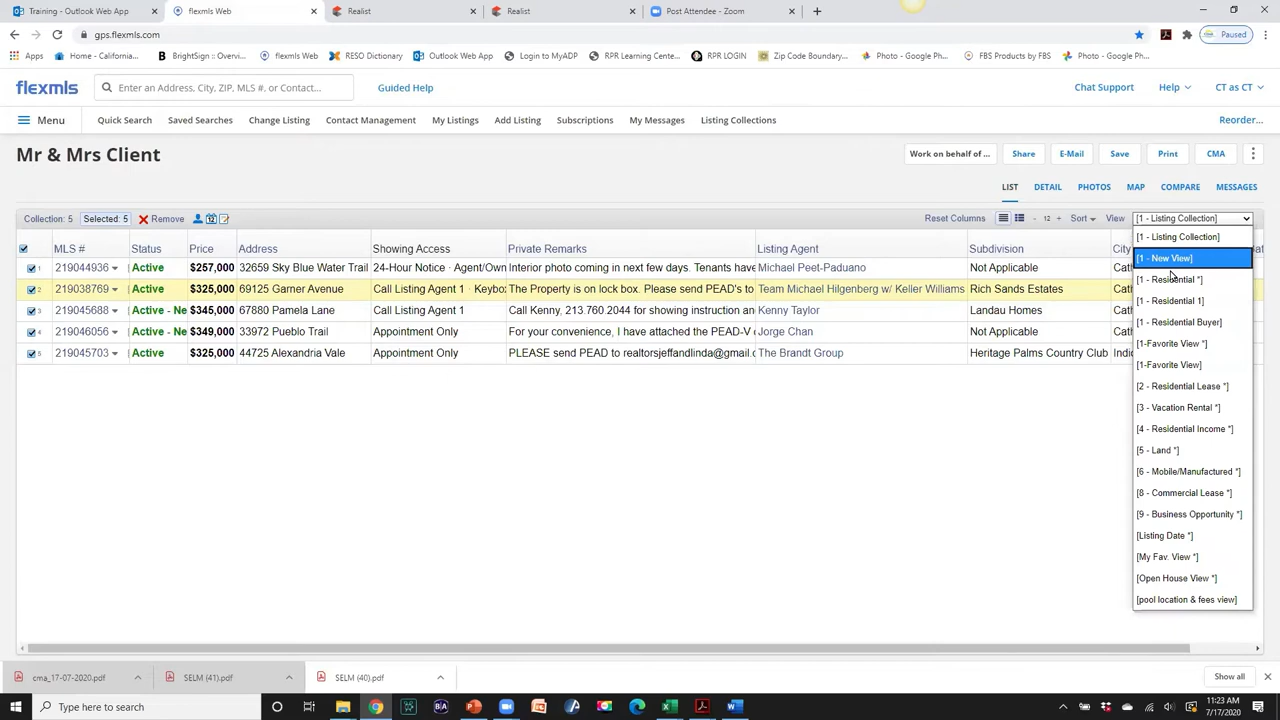 Training - Outlook Web App
flexmls Web
Realist
Realist
Post Attendee - Zoom
gps.flexmls.com
Paused
Apps
Home - California...
BrightSign :: Overvi...
flexmls Web
RESO Dictionary
Outlook Web App
Login to MyADP
RPR Learning Cente...
RPR LOGIN
Zip Code Boundary...
Photo - Google Ph...
FBS Products by FBS
Photo - Google Ph...
flexmls
Enter an Address, City, ZIP, MLS #, or Contact...
Guided Help
Chat Support
Help
CT as CT
Menu
Quick Search
Saved Searches
Change Listing
Contact Management
My Listings
Add Listing
Subscriptions
My Messages
Listing Collections
Reorder...
Mr & Mrs Client
Work on behalf of ...
Share
E-Mail
Save
Print
CMA
LIST
DETAIL
PHOTOS
MAP
COMPARE
MESSAGES
Collection: 5
Selected: 5
Remove
12
Reset Columns
- 12 +
Sort
View
[1 - Listing Collection]
MLS # Status Price Address Showing Access Private Remarks Listing Agent Subdivision
1 219044936 Active $257,000 32659 Sky Blue Water Trail 24-Hour Notice · Agent/Own Interior photo coming in next few days. Tenants have Michael Peet-Paduano Not Applicable
2 219038769 Active $325,000 69125 Garner Avenue Call Listing Agent 1 · Keybo The Property is on lock box. Please send PEAD's to Team Michael Hilgenberg w/ Keller Williams Rich Sands Estates
3 219045688 Active - Ne $345,000 67880 Pamela Lane Call Listing Agent 1 Call Kenny, 213.760.2044 for showing instruction an Kenny Taylor Landau Homes
4 219046056 Active - Ne $349,000 33972 Pueblo Trail Appointment Only For your convenience, I have attached the PEAD-V Jorge Chan Not Applicable
5 219045703 Active $325,000 44725 Alexandria Vale Appointment Only PLEASE send PEAD to realtorsjeffandlinda@gmail. The Brandt Group Heritage Palms Country Club
[1 - Listing Collection]
[1 - New View]
[1 - Residential *]
[1 - Residential 1]
[1 - Residential Buyer]
[1-Favorite View *]
[1-Favorite View]
[2 - Residential Lease *]
[3 - Vacation Rental *]
[4 - Residential Income *]
[5 - Land *]
[6 - Mobile/Manufactured *]
[8 - Commercial Lease *]
[9 - Business Opportunity *]
[Listing Date *]
[My Fav. View *]
[Open House View *]
[pool location & fees view]
cma_17-07-2020.pdf
SELM (41).pdf
SELM (40).pdf
Show all
Type here to search
11:23 AM
7/17/2020